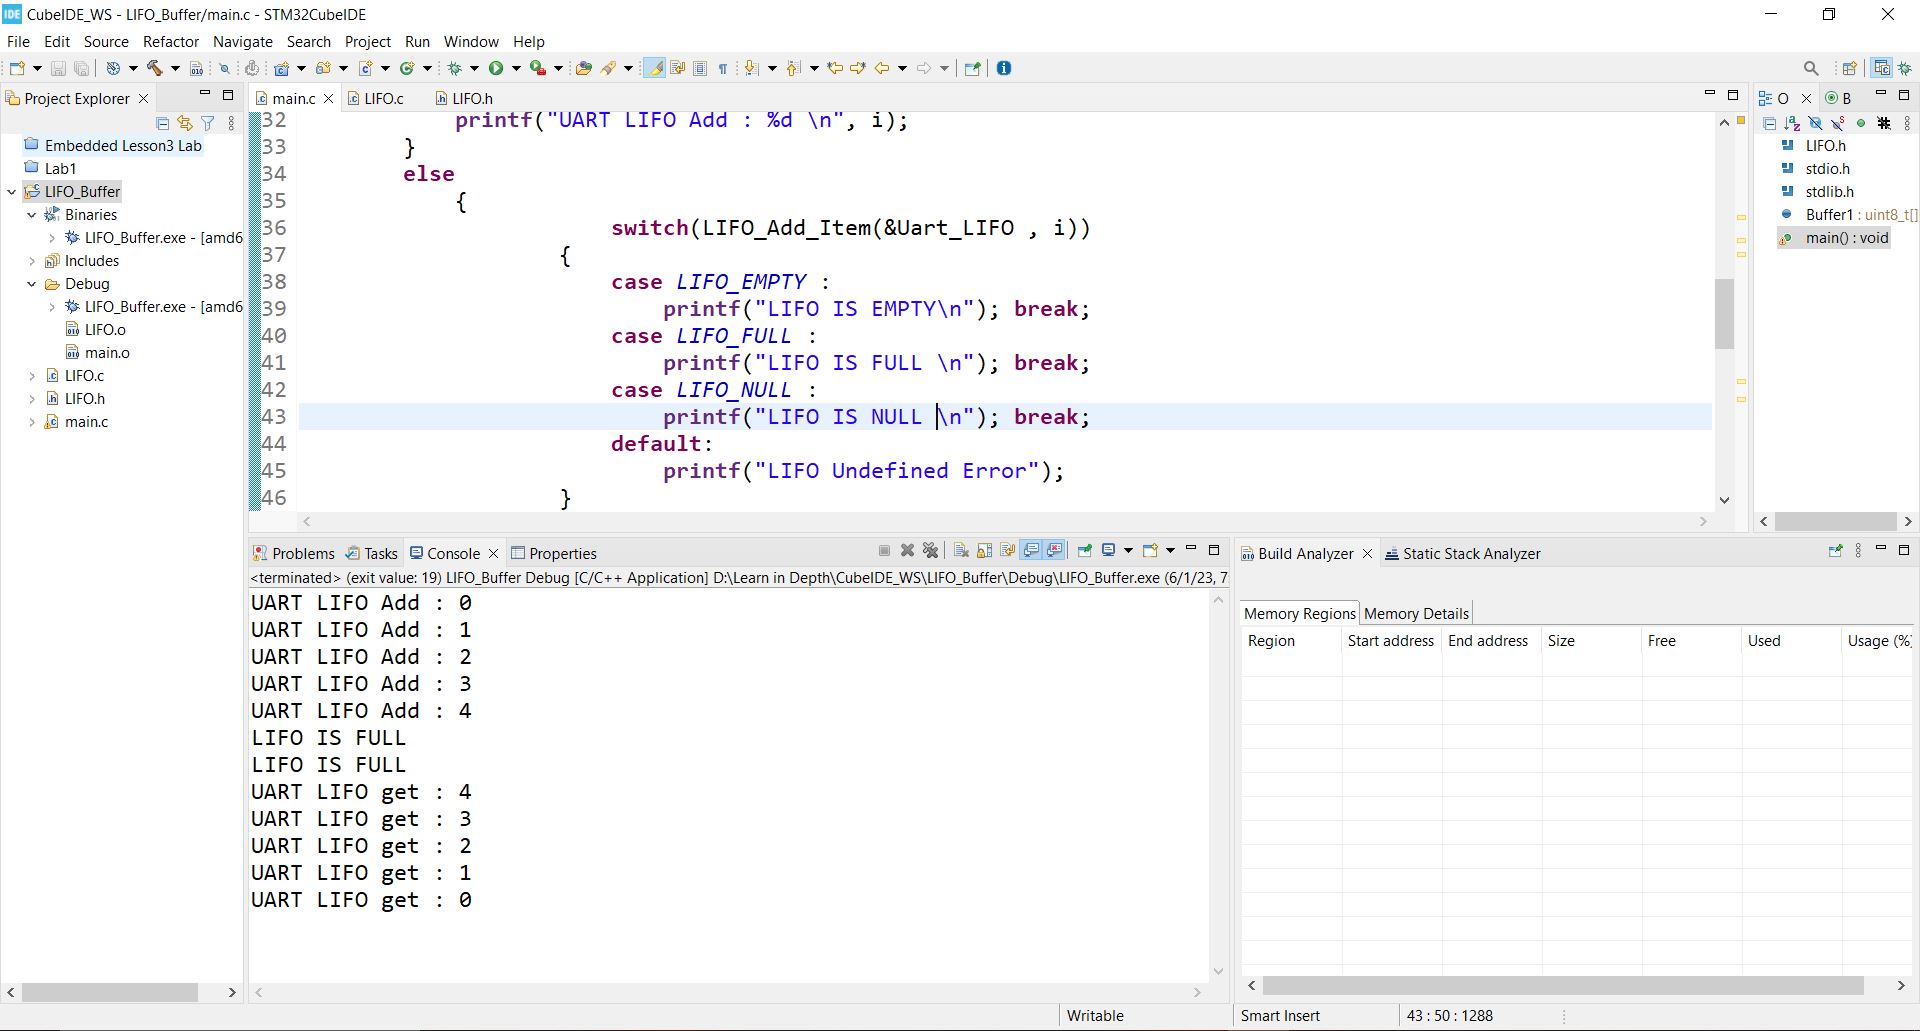 IDE CubeIDE_WS - LIFO_Buffer/main.c - STM32CubeIDE
File Edit Source Refactor Navigate Search Project Run Window Help
Project Explorer
Embedded Lesson3 Lab
Lab1
LIFO_Buffer
Binaries
LIFO_Buffer.exe - [amd6
Includes
Debug
LIFO_Buffer.exe - [amd6
LIFO.o
main.o
LIFO.c
LIFO.h
main.c
main.c LIFO.c LIFO.h
32 printf("UART LIFO Add : %d \n", i);
33 }
34 else
35 {
36 switch(LIFO_Add_Item(&Uart_LIFO , i))
37 {
38 case LIFO_EMPTY :
39 printf("LIFO IS EMPTY\n"); break;
40 case LIFO_FULL :
41 printf("LIFO IS FULL \n"); break;
42 case LIFO_NULL :
43 printf("LIFO IS NULL \n"); break;
44 default:
45 printf("LIFO Undefined Error");
46 }
O B
LIFO.h
stdio.h
stdlib.h
Buffer1 : uint8_t[]
main() : void
Problems Tasks Console Properties
<terminated> (exit value: 19) LIFO_Buffer Debug [C/C++ Application] D:\Learn in Depth\CubeIDE_WS\LIFO_Buffer\Debug\LIFO_Buffer.exe (6/1/23, 7:
UART LIFO Add : 0
UART LIFO Add : 1
UART LIFO Add : 2
UART LIFO Add : 3
UART LIFO Add : 4
LIFO IS FULL
LIFO IS FULL
UART LIFO get : 4
UART LIFO get : 3
UART LIFO get : 2
UART LIFO get : 1
UART LIFO get : 0
Build Analyzer Static Stack Analyzer
Memory Regions Memory Details
Region Start address End address Size Free Used Usage (%)
Writable Smart Insert 43 : 50 : 1288